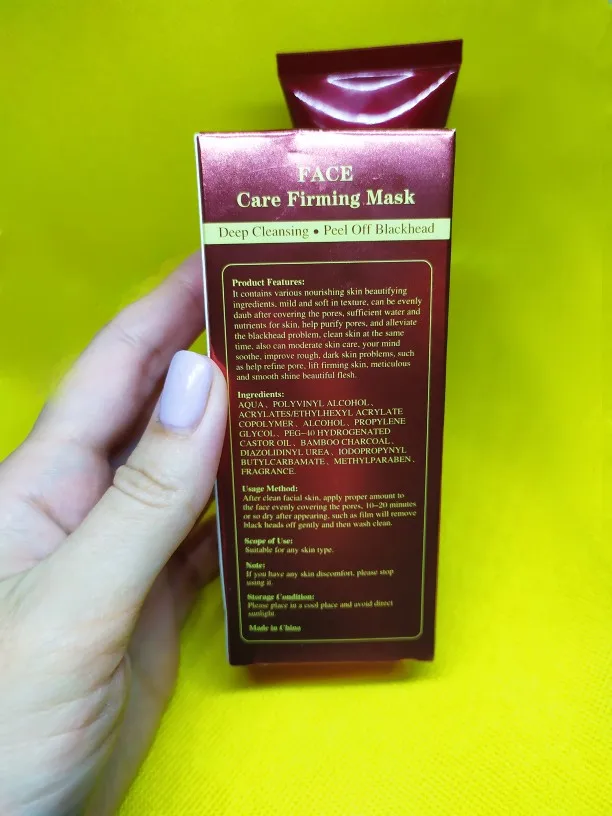 FACE
Care Firming Mask
Deep Cleansing • Peel Off Blackhead
Product Features:
It contains various nourishing skin beautifying
ingredients, mild and soft in texture, can be evenly
daub after covering the pores, sufficient water and
nutrients for skin, help purify pores, and alleviate
the blackhead problem, clean skin at the same
time, also can moderate skin care, your mind
soothe, improve rough, dark skin problems, such
as help refine pore, lift firming skin, meticulous
and smooth shine beautiful flesh.
Ingredients:
AQUA、POLYVINYL ALCOHOL、
ACRYLATES/ETHYLHEXYL ACRYLATE
COPOLYMER、ALCOHOL、PROPYLENE
GLYCOL、PEG-40 HYDROGENATED
CASTOR OIL、BAMBOO CHARCOAL、
DIAZOLIDINYL UREA、IODOPROPYNYL
BUTYLCARBAMATE、METHYLPARABEN、
FRAGRANCE.
Usage Method:
After clean facial skin, apply proper amount to
the face evenly covering the pores, 10-20 minutes
or so dry after appearing, such as film will remove
black heads off gently and then wash clean.
Scope of Use:
Suitable for any skin type.
Note:
If you have any skin discomfort, please stop
using it.
Storage Condition:
Please place in a cool place and avoid direct
sunlight.
Made in China